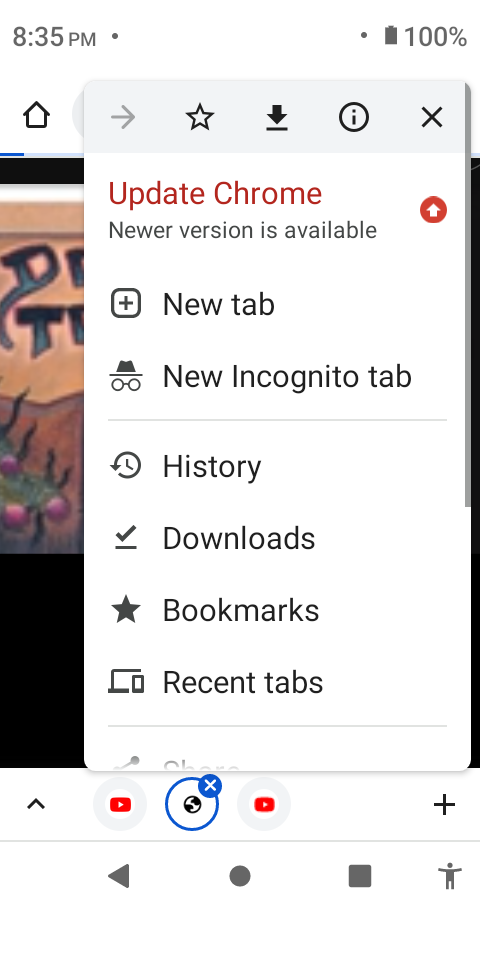 8:35 PM
100%
Update Chrome
Newer version is available
New tab
New Incognito tab
History
Downloads
Bookmarks
Recent tabs
Share